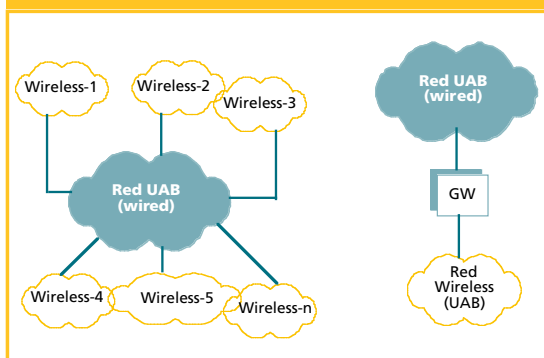 Wireless-1
Wireless-2
Wireless-3
Red UAB
(wired)
Wireless-4
Wireless-5
Wireless-n
Red UAB
(wired)
GW
Red
Wireless
(UAB)